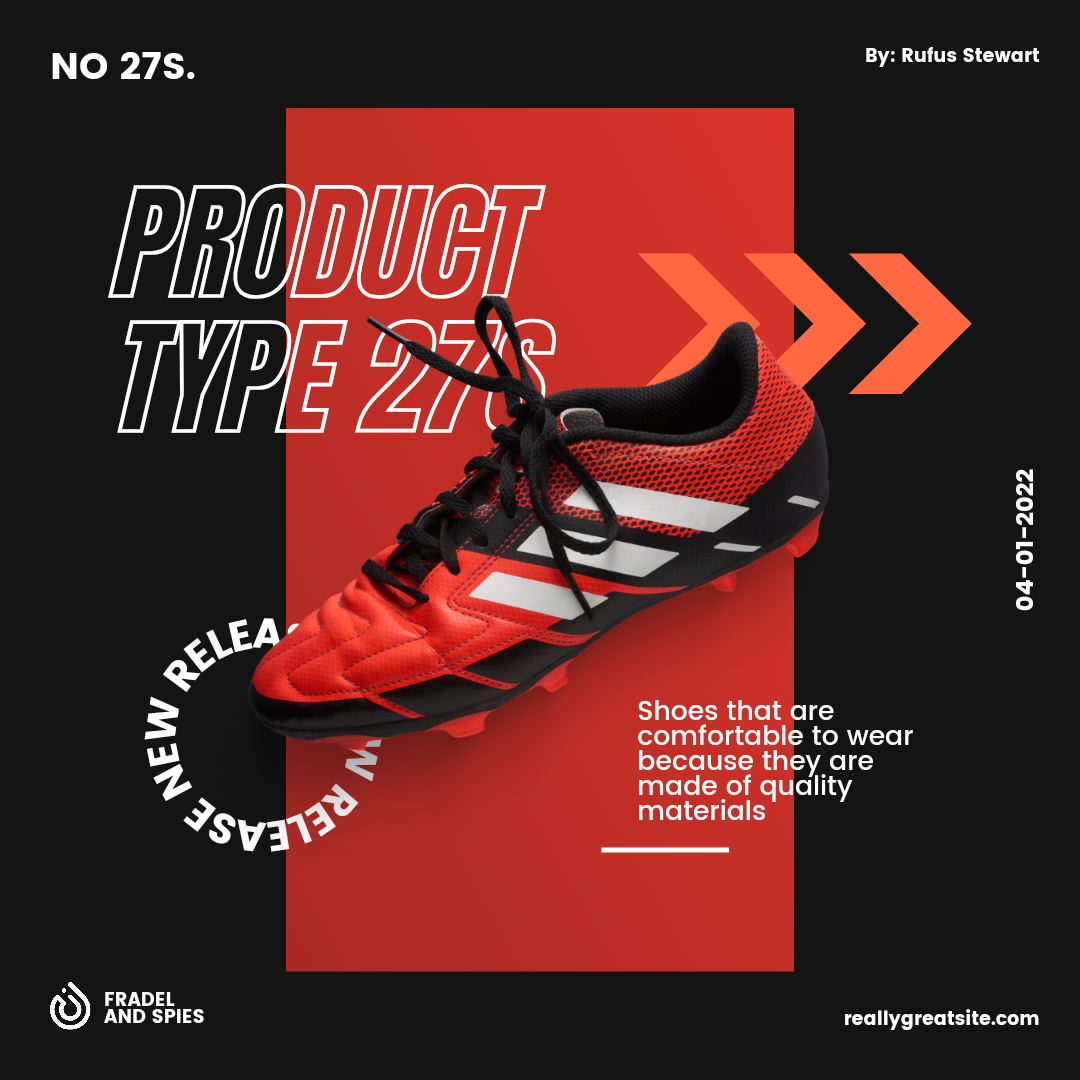 NO 27S.
By: Rufus Stewart
PRODUCT
TYPE 27S
04-01-2022
NEW RELEASE NEW RELEASE
Shoes that are
comfortable to wear
because they are
made of quality
materials
FRADEL
AND SPIES
reallygreatsite.com